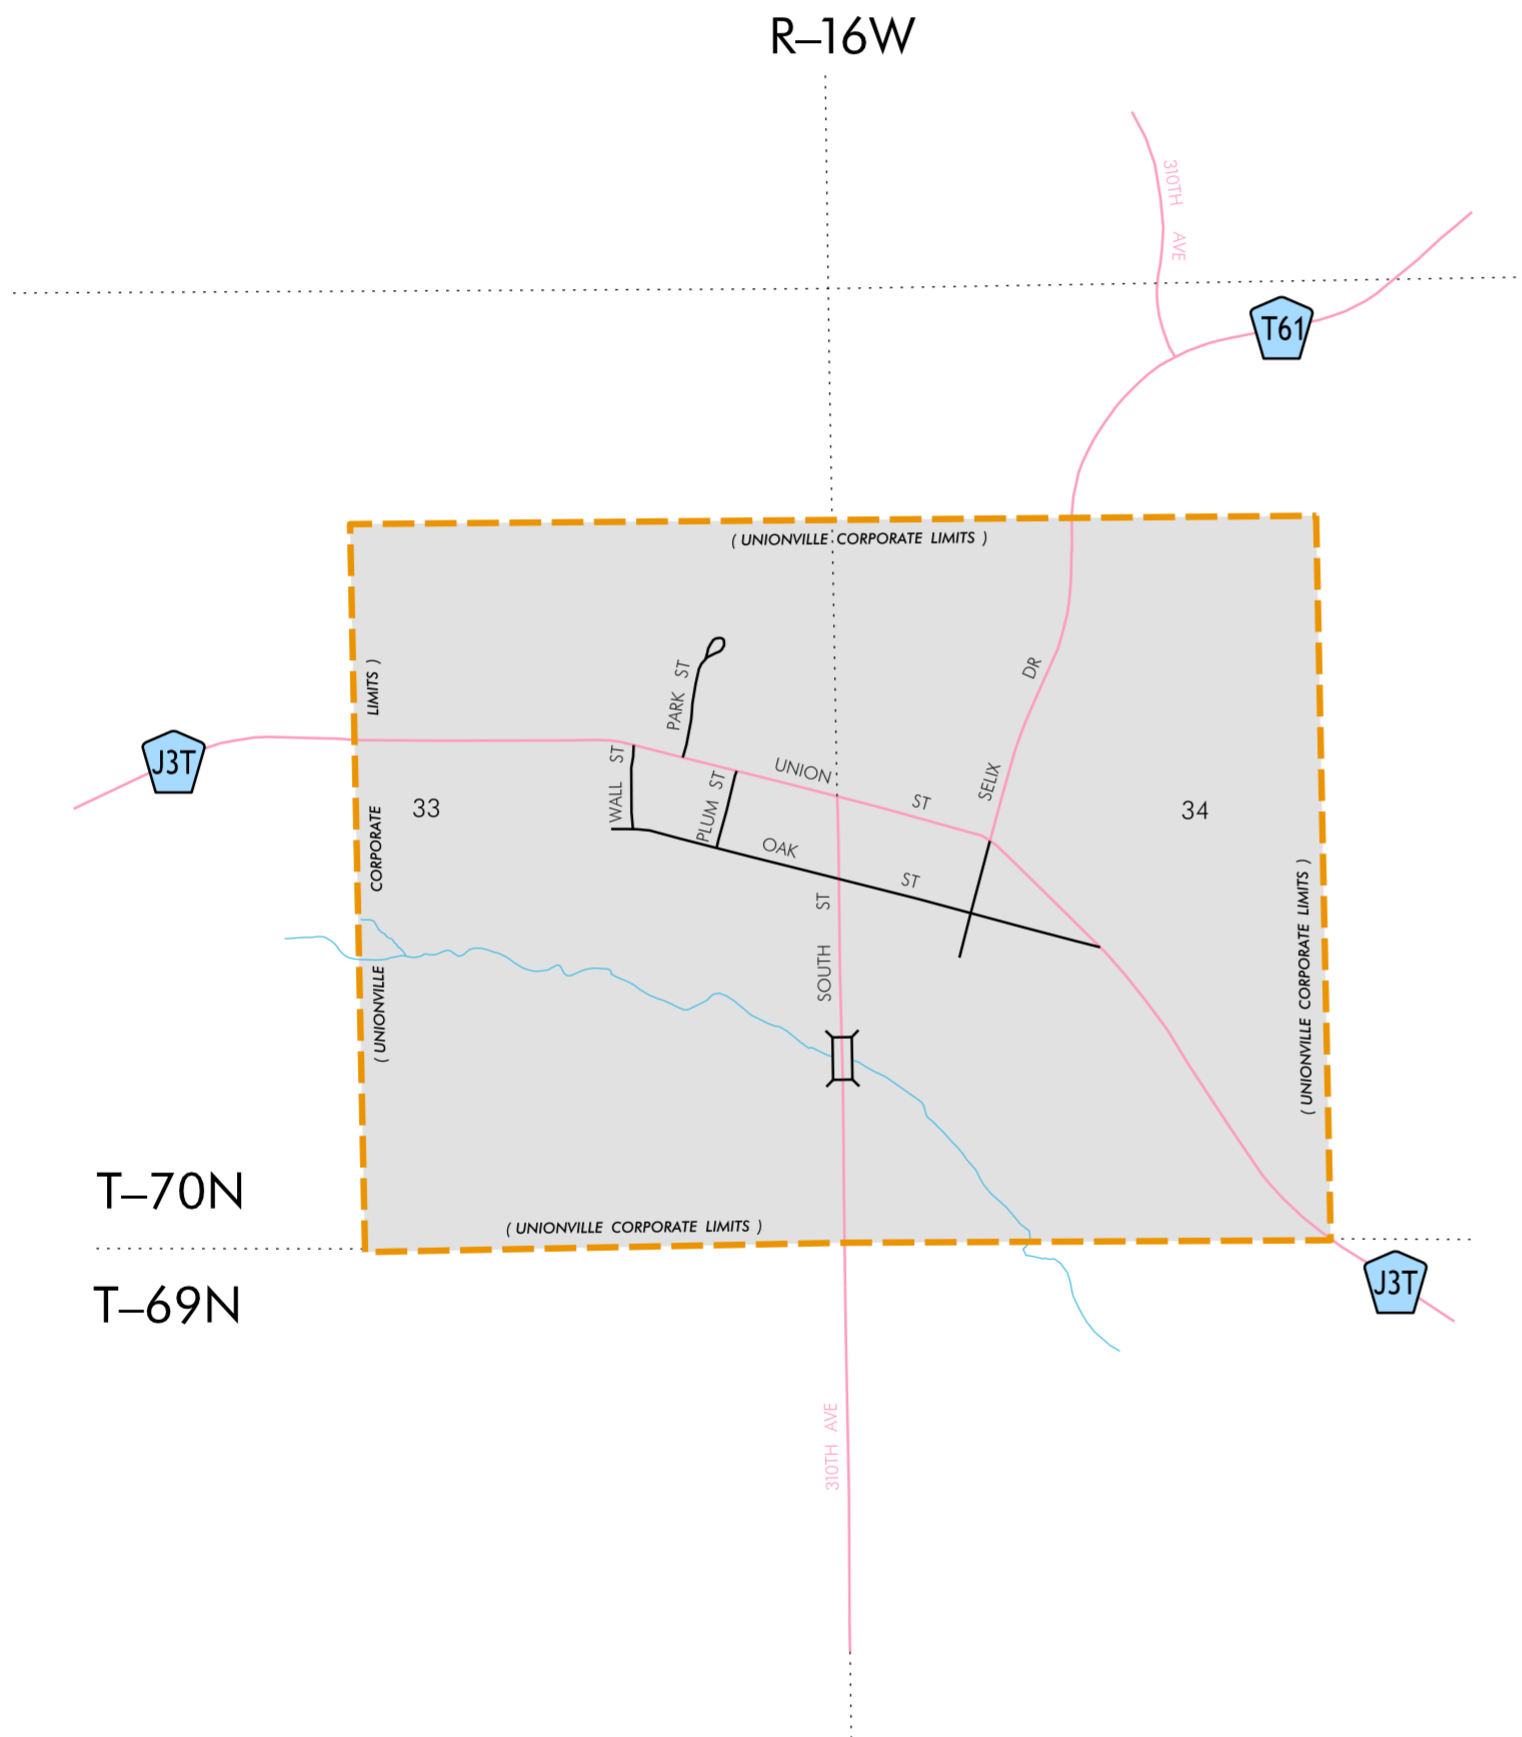 R–16W
310TH AVE
T61
( UNIONVILLE CORPORATE LIMITS )
( UNIONVILLE CORPORATE LIMITS )
PARK ST
DR
SELIX
J3T
WALL ST
PLUM ST
UNION ST
33
34
OAK ST
SOUTH ST
( UNIONVILLE CORPORATE LIMITS )
T–70N
( UNIONVILLE CORPORATE LIMITS )
T–69N
J3T
310TH AVE